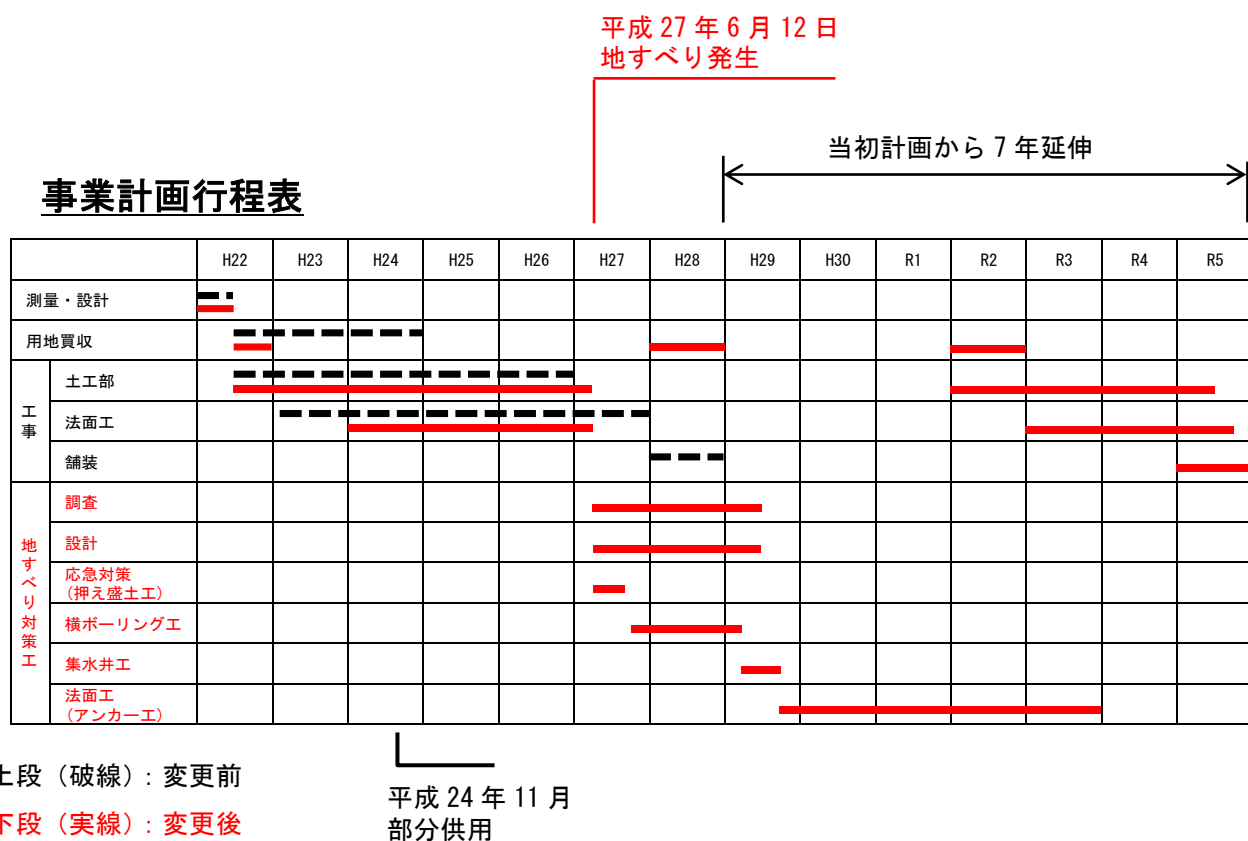 平成 27 年 6 月 12 日
地すべり発生
当初計画から 7 年延伸
事業計画行程表
H22 H23 H24 H25 H26 H27 H28 H29 H30 R1 R2 R3 R4 R5
測量・設計
用地買収
工事
土工部
法面工
舗装
地すべり対策工
調査
設計
応急対策
(押え盛土工)
横ボーリング工
集水井工
法面工
(アンカー工)
上段（破線）: 変更前
下段（実線）: 変更後
平成 24 年 11 月
部分供用